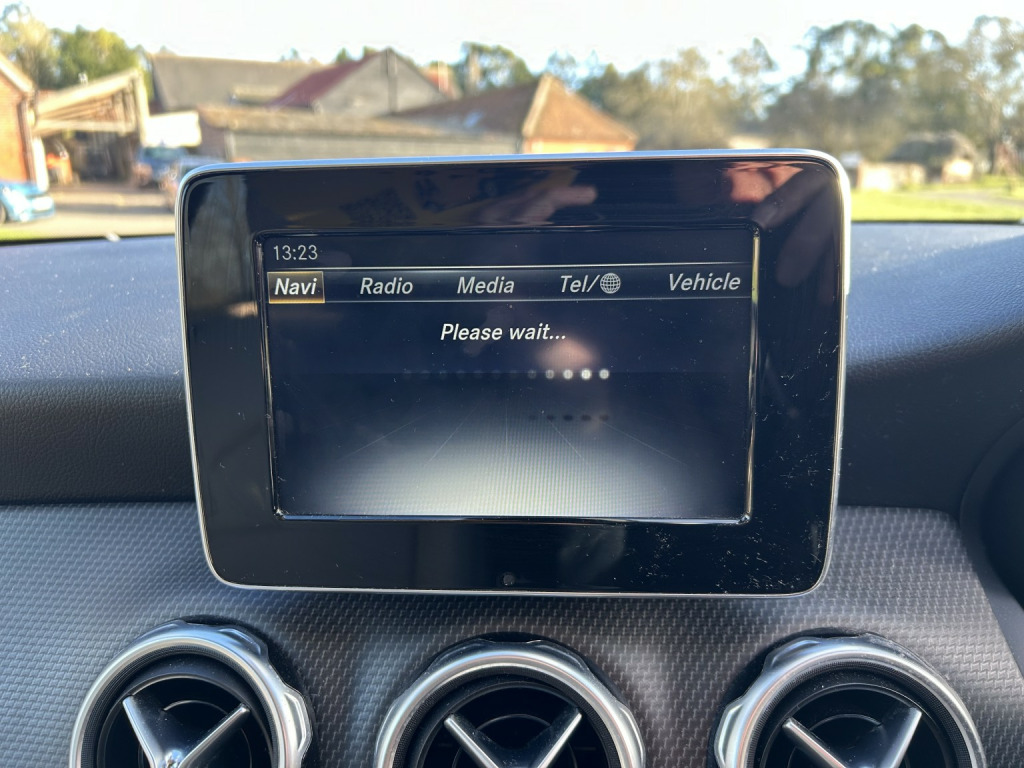 13:23
Navi Radio Media Tel/ Vehicle
Please wait...